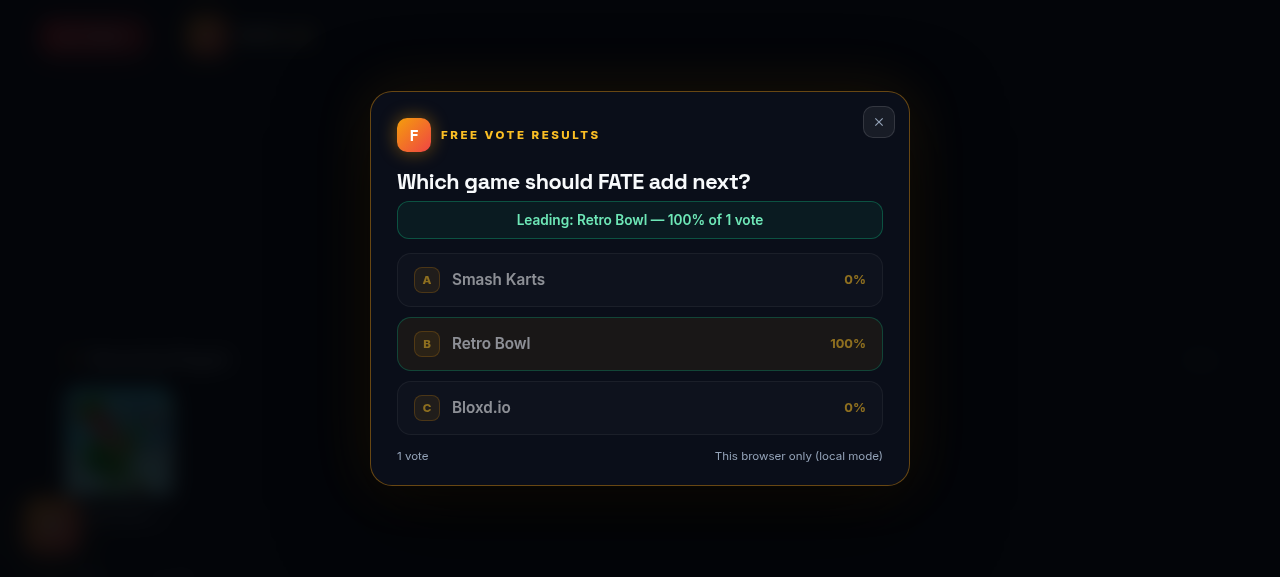 F FREE VOTE RESULTS
Which game should FATE add next?
Leading: Retro Bowl — 100% of 1 vote
A Smash Karts 0%
B Retro Bowl 100%
C Bloxd.io 0%
1 vote This browser only (local mode)